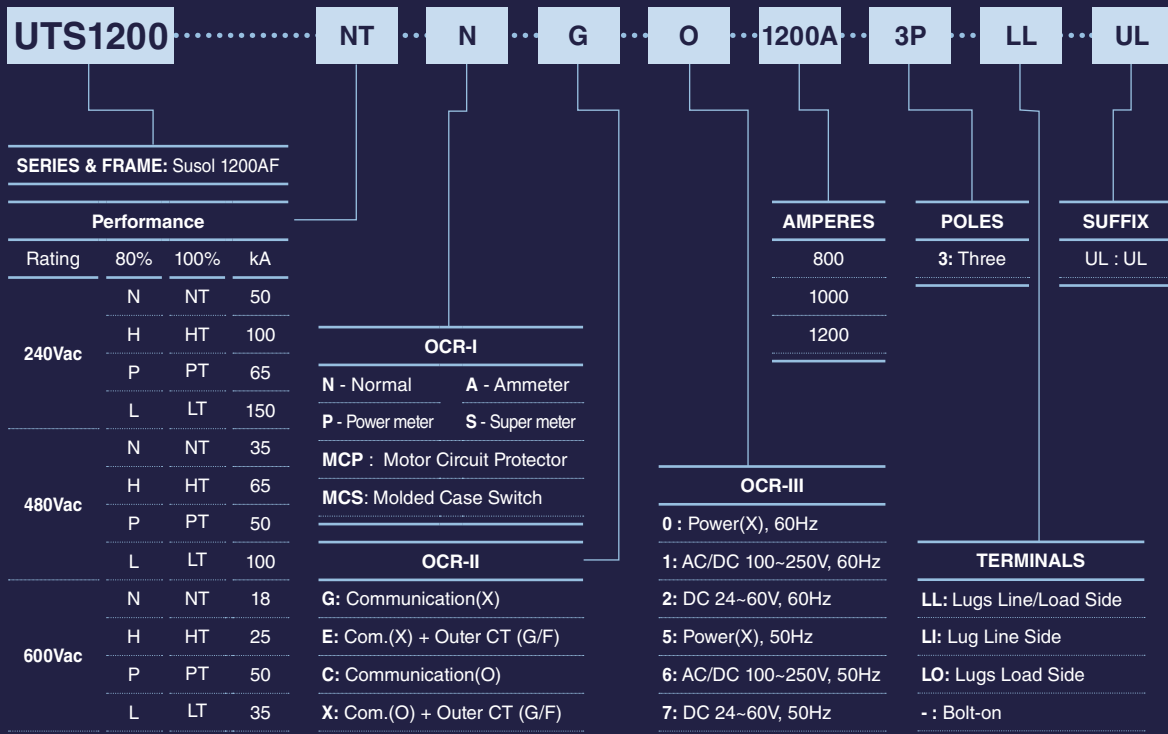 UTS1200 NT N G O 1200A 3P LL UL
SERIES & FRAME: Susol 1200AF
Performance
Rating 80% 100% kA
240Vac
N NT 50
H HT 100
P PT 65
L LT 150
480Vac
N NT 35
H HT 65
P PT 50
L LT 100
600Vac
N NT 18
H HT 25
P PT 50
L LT 35
OCR-I
N - Normal A - Ammeter
P - Power meter S - Super meter
MCP : Motor Circuit Protector
MCS: Molded Case Switch
OCR-II
G: Communication(X)
E: Com.(X) + Outer CT (G/F)
C: Communication(O)
X: Com.(O) + Outer CT (G/F)
OCR-III
0 : Power(X), 60Hz
1: AC/DC 100~250V, 60Hz
2: DC 24~60V, 60Hz
5: Power(X), 50Hz
6: AC/DC 100~250V, 50Hz
7: DC 24~60V, 50Hz
AMPERES
800
1000
1200
POLES
3: Three
TERMINALS
LL: Lugs Line/Load Side
LI: Lug Line Side
LO: Lugs Load Side
- : Bolt-on
SUFFIX
UL : UL